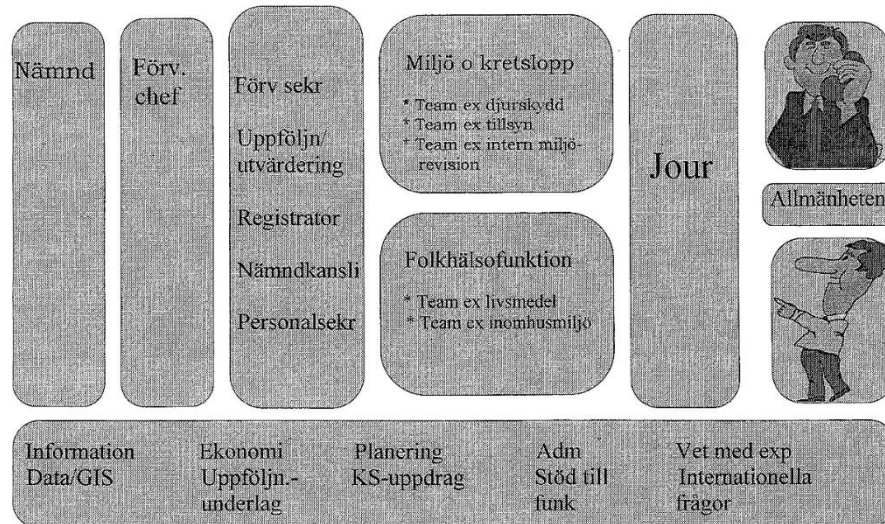 Nämnd
Förv.
chef
Förv sekr
Uppföljn/
utvärdering
Registrator
Nämndkansli
Personalsekr
Miljö o kretslopp
* Team ex djurskydd
* Team ex tillsyn
* Team ex intern miljö-
revision
Folkhälsofunktion
* Team ex livsmedel
* Team ex inomhusmiljö
Jour
Allmänheten
Information
Data/GIS
Ekonomi
Uppföljn.-
underlag
Planering
KS-uppdrag
Adm
Stöd till
funk
Vet med exp
Internationella
frågor